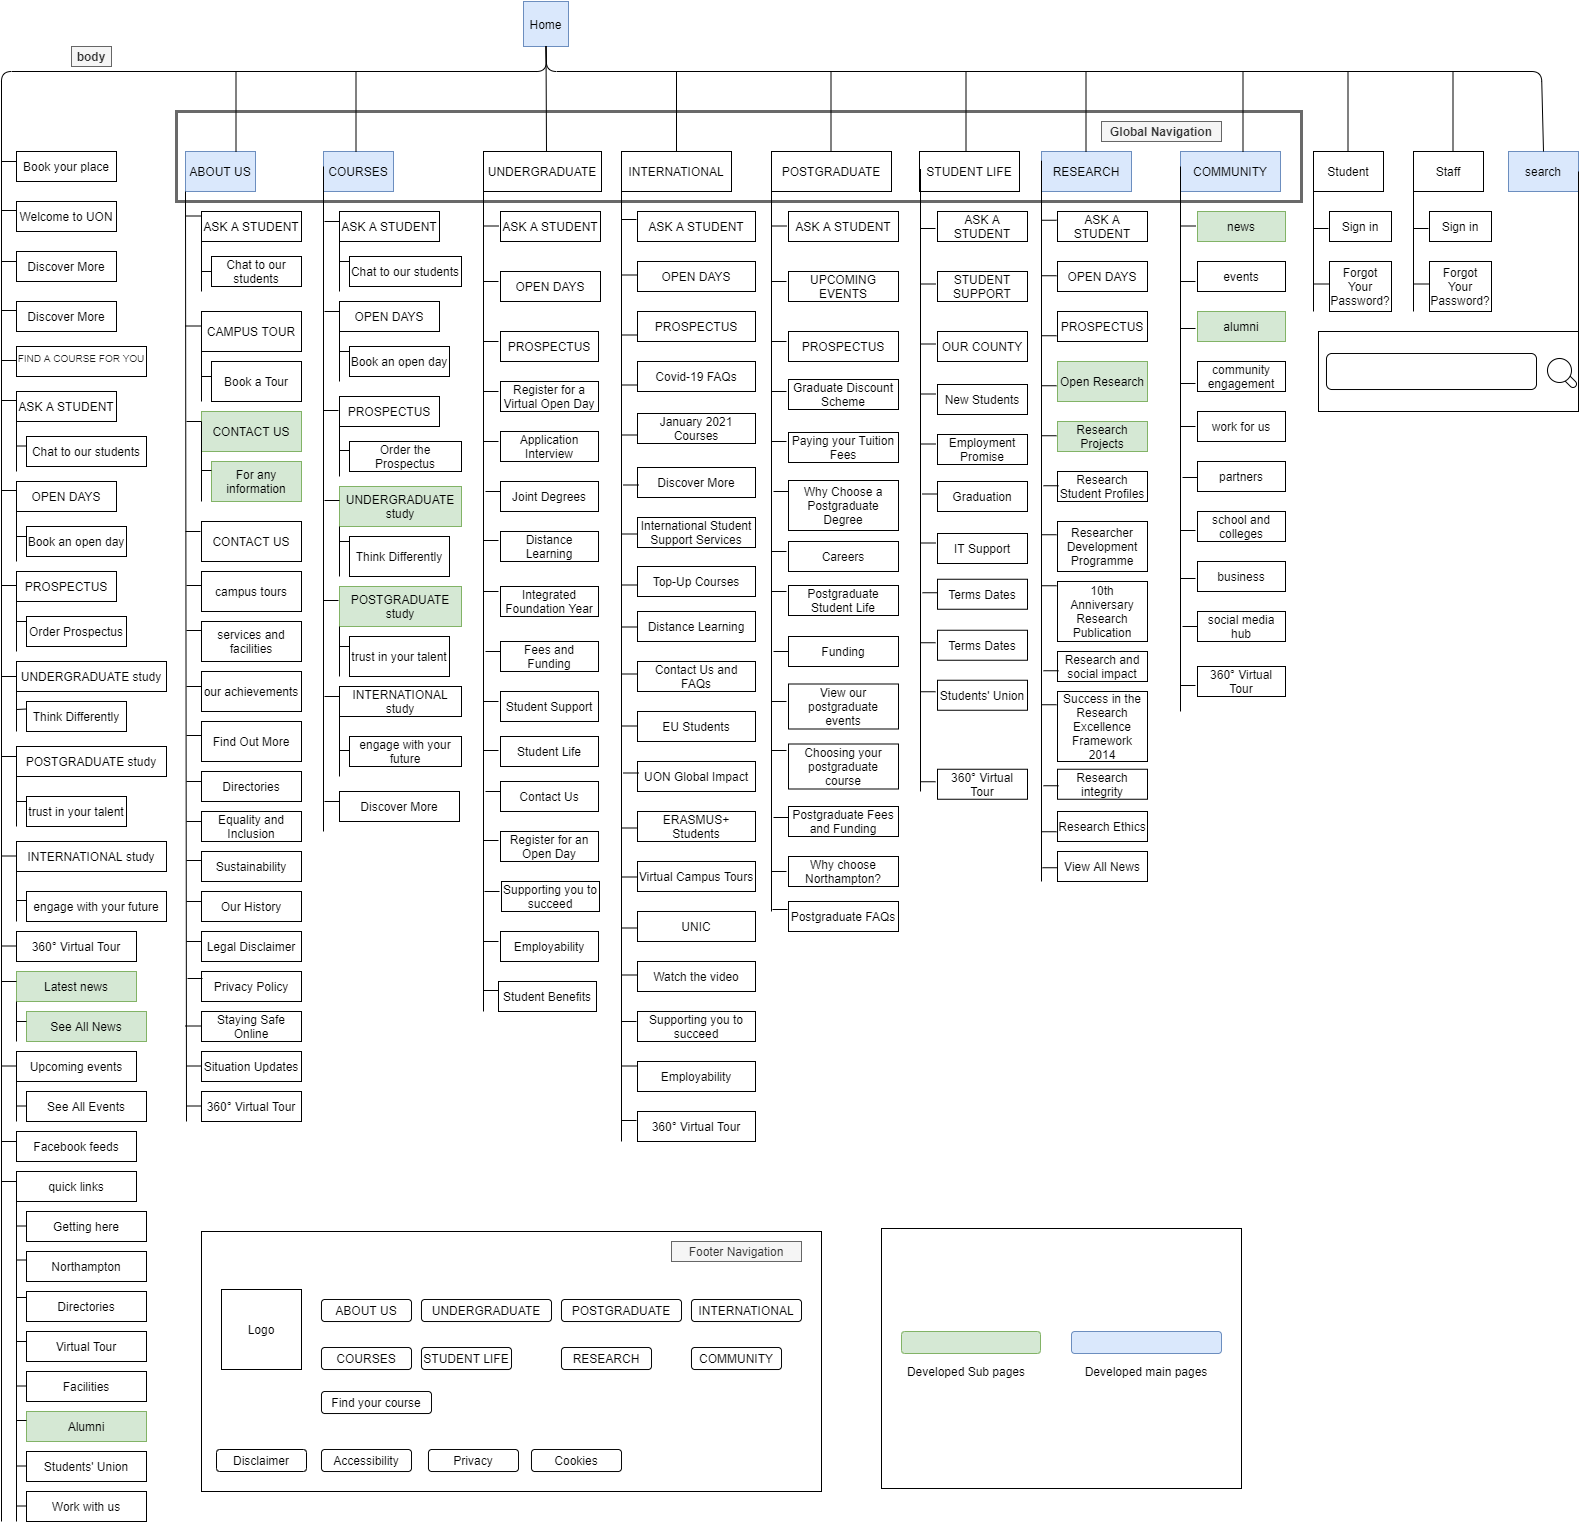 Home
body
Global Navigation
Book your place
Welcome to UON
Discover More
Discover More
FIND A COURSE FOR YOU
ASK A STUDENT
Chat to our students
OPEN DAYS
Book an open day
PROSPECTUS
Order Prospectus
UNDERGRADUATE study
Think Differently
POSTGRADUATE study
trust in your talent
INTERNATIONAL study
engage with your future
360° Virtual Tour
Latest news
See All News
Upcoming events
See All Events
Facebook feeds
quick links
Getting here
Northampton
Directories
Virtual Tour
Facilities
Alumni
Students' Union
Work with us
ABOUT US
ASK A STUDENT
Chat to our
students
CAMPUS TOUR
Book a Tour
CONTACT US
For any
information
CONTACT US
campus tours
services and
facilities
our achievements
Find Out More
Directories
Equality and
Inclusion
Sustainability
Our History
Legal Disclaimer
Privacy Policy
Staying Safe
Online
Situation Updates
360° Virtual Tour
COURSES
ASK A STUDENT
Chat to our students
OPEN DAYS
Book an open day
PROSPECTUS
Order the
Prospectus
UNDERGRADUATE
study
Think Differently
POSTGRADUATE
study
trust in your talent
INTERNATIONAL
study
engage with your
future
Discover More
UNDERGRADUATE
ASK A STUDENT
OPEN DAYS
PROSPECTUS
Register for a
Virtual Open Day
Application
Interview
Joint Degrees
Distance
Learning
Integrated
Foundation Year
Fees and
Funding
Student Support
Student Life
Contact Us
Register for an
Open Day
Supporting you to
succeed
Employability
Student Benefits
INTERNATIONAL
ASK A STUDENT
OPEN DAYS
PROSPECTUS
Covid-19 FAQs
January 2021
Courses
Discover More
International Student
Support Services
Top-Up Courses
Distance Learning
Contact Us and
FAQs
EU Students
UON Global Impact
ERASMUS+
Students
Virtual Campus Tours
UNIC
Watch the video
Supporting you to
succeed
Employability
360° Virtual Tour
POSTGRADUATE
ASK A STUDENT
UPCOMING
EVENTS
PROSPECTUS
Graduate Discount
Scheme
Paying your Tuition
Fees
Why Choose a
Postgraduate
Degree
Careers
Postgraduate
Student Life
Funding
View our
postgraduate
events
Choosing your
postgraduate
course
Postgraduate Fees
and Funding
Why choose
Northampton?
Postgraduate FAQs
STUDENT LIFE
ASK A
STUDENT
STUDENT
SUPPORT
OUR COUNTY
New Students
Employment
Promise
Graduation
IT Support
Terms Dates
Terms Dates
Students' Union
360° Virtual
Tour
RESEARCH
ASK A
STUDENT
OPEN DAYS
PROSPECTUS
Open Research
Research
Projects
Research
Student Profiles
Researcher
Development
Programme
10th
Anniversary
Research
Publication
Research and
social impact
Success in the
Research
Excellence
Framework
2014
Research
integrity
Research Ethics
View All News
COMMUNITY
news
events
alumni
community
engagement
work for us
partners
school and
colleges
business
social media
hub
360° Virtual
Tour
Student
Sign in
Forgot
Your
Password?
Staff
Sign in
Forgot
Your
Password?
search
Footer Navigation
Logo
ABOUT US
UNDERGRADUATE
POSTGRADUATE
INTERNATIONAL
COURSES
STUDENT LIFE
RESEARCH
COMMUNITY
Find your course
Disclaimer
Accessibility
Privacy
Cookies
Developed Sub pages
Developed main pages